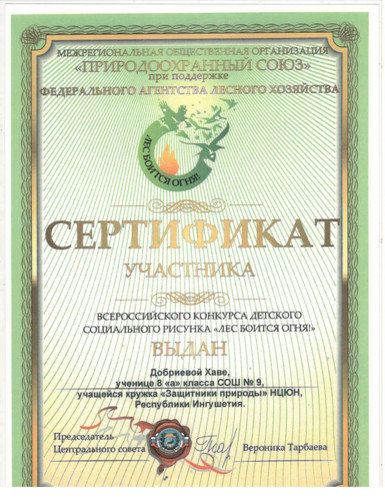 МЕЖРЕГИОНАЛЬНАЯ ОБЩЕСТВЕННАЯ ОРГАНИЗАЦИЯ
«ПРИРОДООХРАННЫЙ СОЮЗ»
при поддержке
ФЕДЕРАЛЬНОГО АГЕНТСТВА ЛЕСНОГО ХОЗЯЙСТВА
ЛЕС БОИТСЯ ОГНЯ!
СЕРТИФИКАТ
УЧАСТНИКА
ВСЕРОССИЙСКОГО КОНКУРСА ДЕТСКОГО
СОЦИАЛЬНОГО РИСУНКА «ЛЕС БОИТСЯ ОГНЯ!»
ВЫДАН
Добриевой Хаве,
ученице 8 «а» класса СОШ № 9,
учащейся кружка «Защитники природы» НЦЮН,
Республики Ингушетия.
Председатель
Центрального совета
Вероника Тарбаева